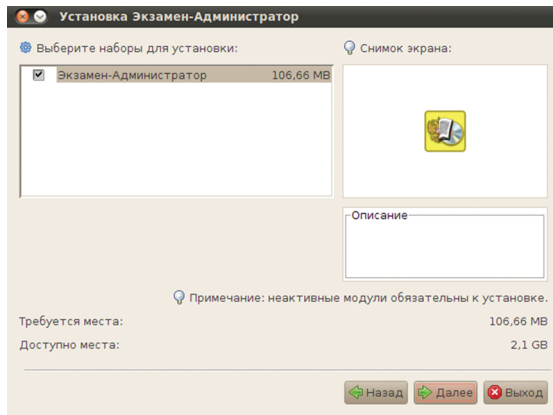 Установка Экзамен-Администратор
Выберите наборы для установки:
Снимок экрана:
Экзамен-Администратор 106,66 MB
Описание
Примечание: неактивные модули обязательны к установке.
Требуется места: 106,66 MB
Доступно места: 2,1 GB
Назад Далее Выход